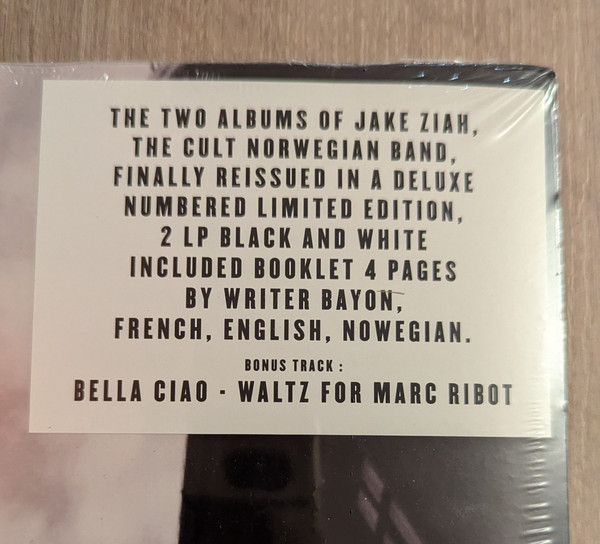 THE TWO ALBUMS OF JAKE ZIAH,
THE CULT NORWEGIAN BAND,
FINALLY REISSUED IN A DELUXE
NUMBERED LIMITED EDITION,
2 LP BLACK AND WHITE
INCLUDED BOOKLET 4 PAGES
BY WRITER BAYON,
FRENCH, ENGLISH, NOWEGIAN.
BONUS TRACK :
BELLA CIAO - WALTZ FOR MARC RIBOT